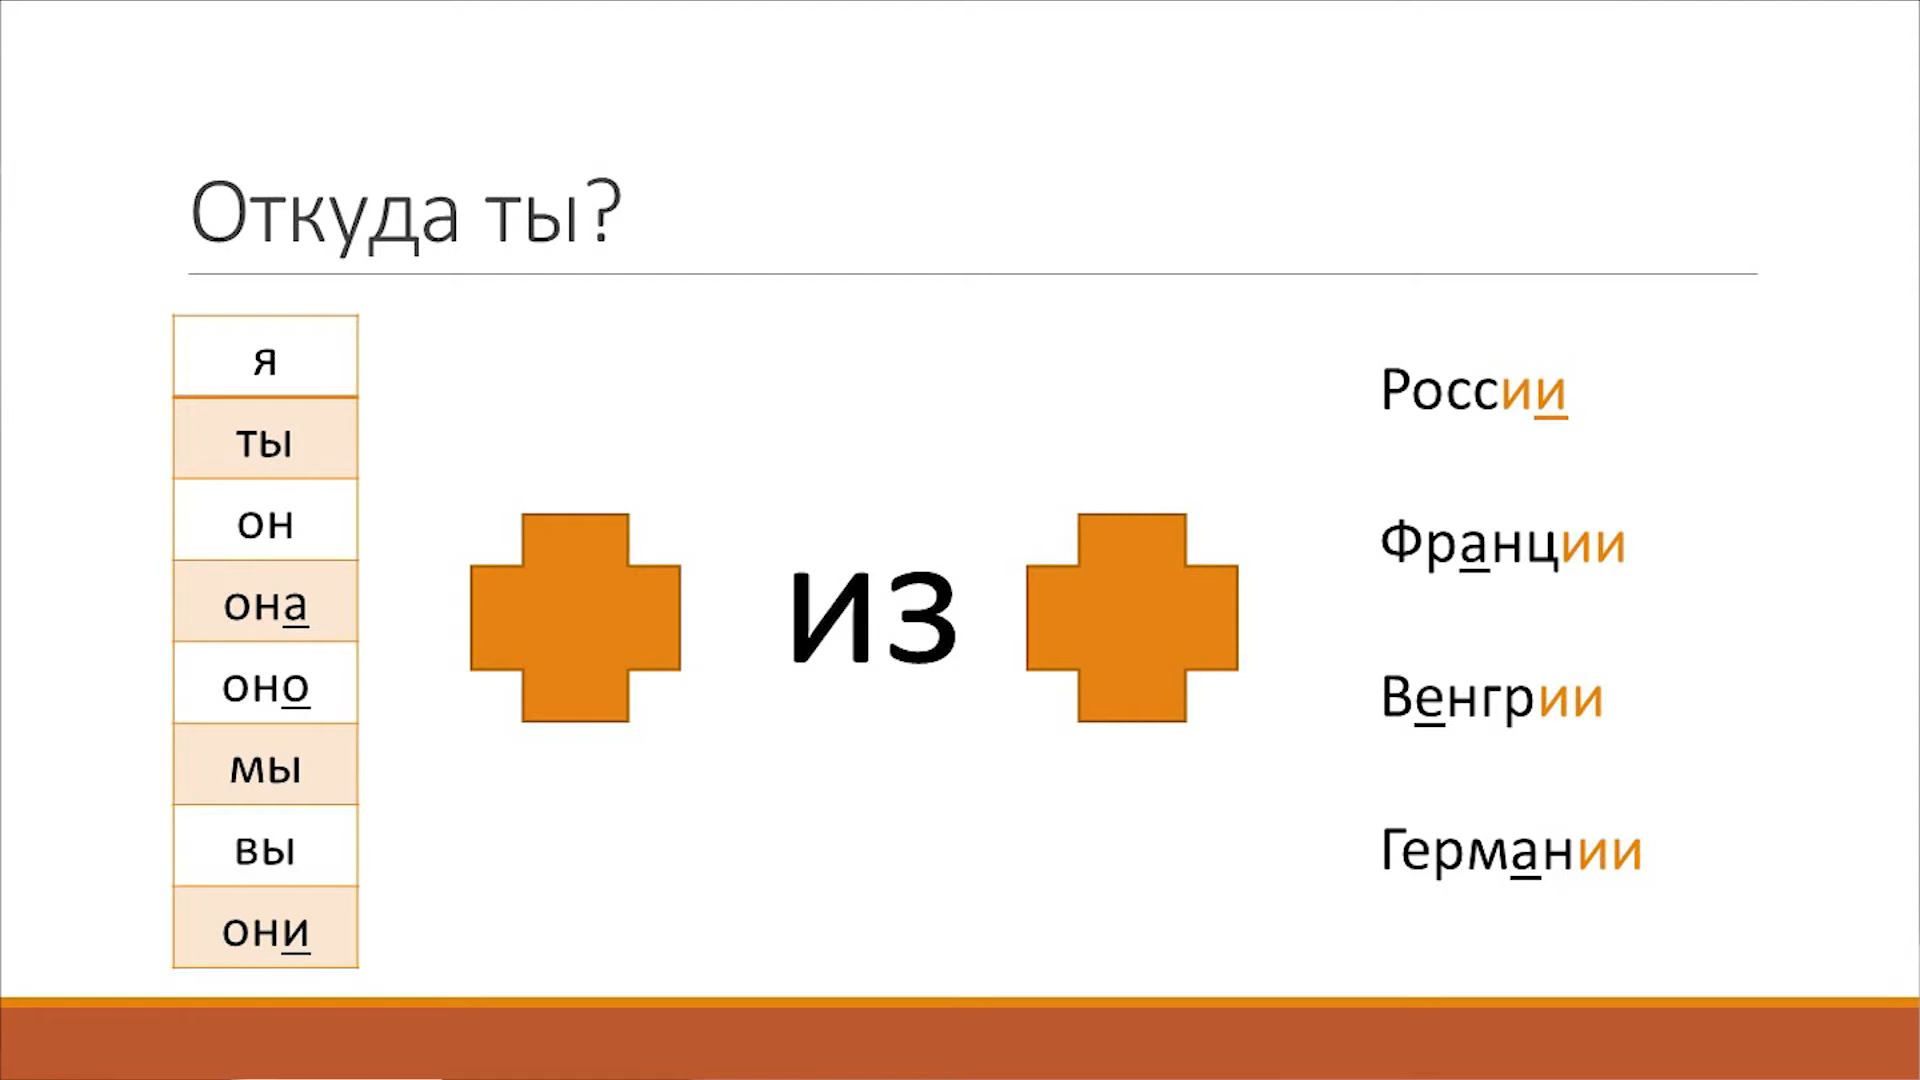 Откуда ты?
я
ты
он
она
оно
мы
вы
они
из
России
Франции
Венгрии
Германии